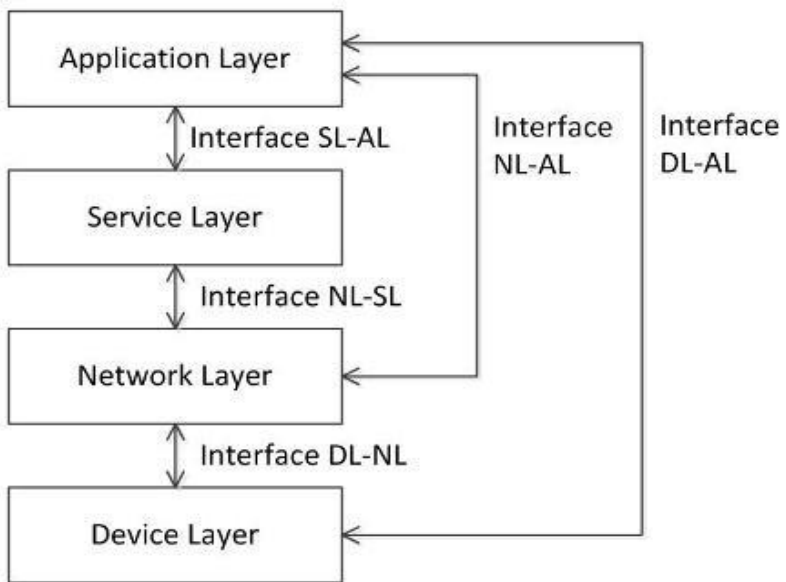 Application Layer
Interface SL-AL
Interface
NL-AL
Interface
DL-AL
Service Layer
Interface NL-SL
Network Layer
Interface DL-NL
Device Layer